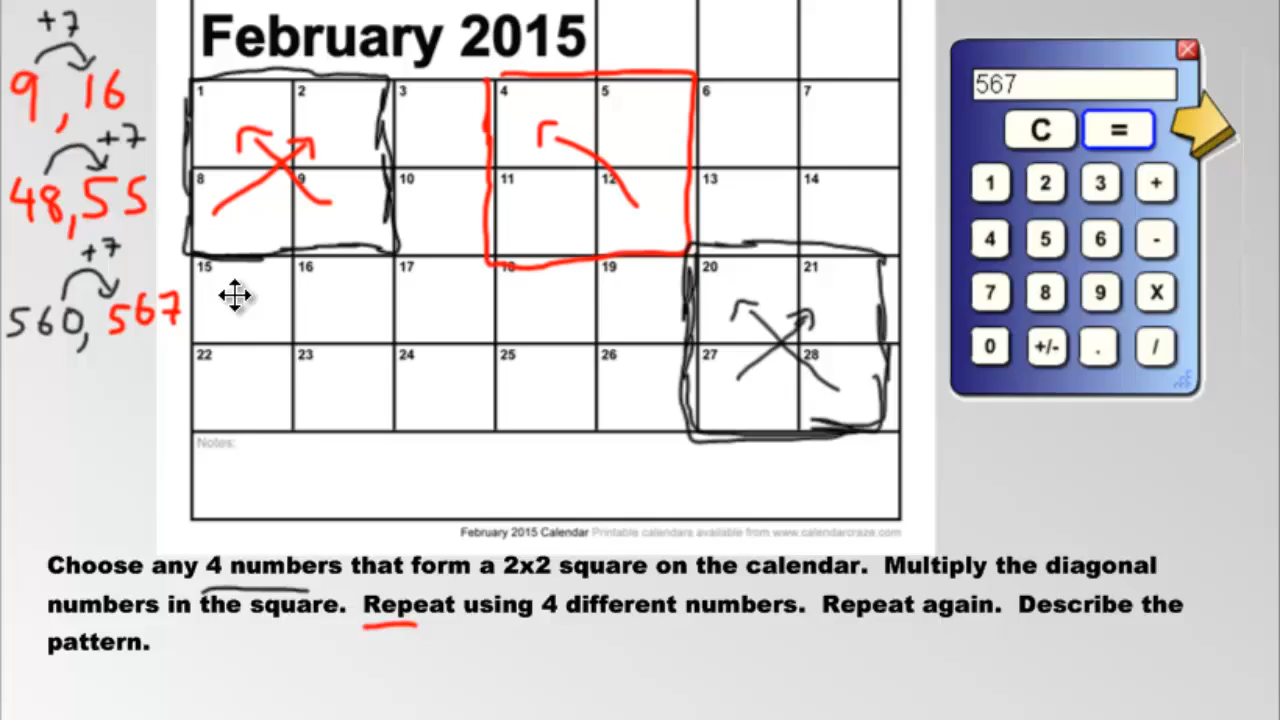 +7
9, 16
+7
48, 55
+7
560, 567
February 2015
1 2 3 4 5 6 7
8 9 10 11 12 13 14
15 16 17 18 19 20 21
22 23 24 25 26 27 28
Notes:
February 2015 Calendar Printable calendars available from www.calendarcraze.com
567
C =
1 2 3 +
4 5 6 -
7 8 9 X
0 +/- . /
Choose any 4 numbers that form a 2x2 square on the calendar. Multiply the diagonal
numbers in the square. Repeat using 4 different numbers. Repeat again. Describe the
pattern.